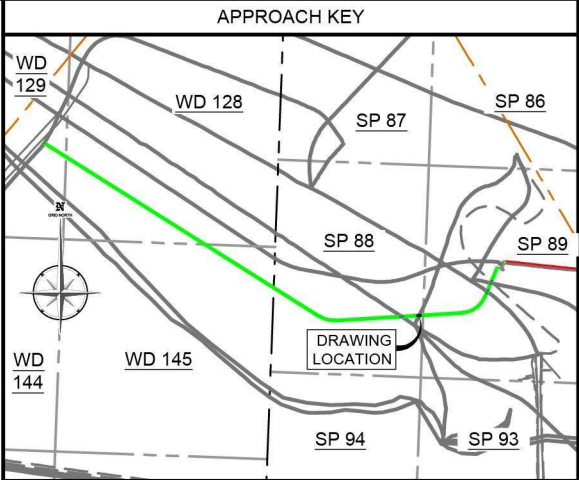 APPROACH KEY
WD
129
WD 128
SP 87
SP 86
N
GRID NORTH
SP 88
SP 89
DRAWING
LOCATION
WD
144
WD 145
SP 94
SP 93